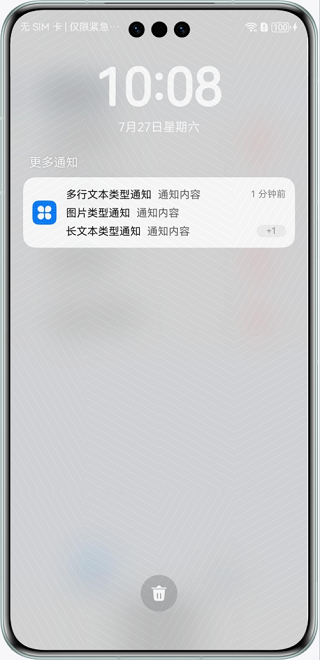 无 SIM 卡 | 仅限紧急… 100
10:08
7月27日星期六
更多通知
多行文本类型通知 通知内容 1 分钟前
图片类型通知 通知内容
长文本类型通知 通知内容 +1